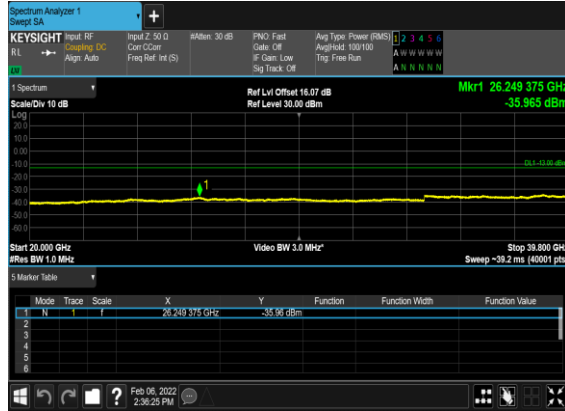 Spectrum Analyzer 1
Swept SA
+
KEYSIGHT Input: RF Input Z: 50 Ω #Atten: 30 dB PNO: Fast Avg Type: Power (RMS) 1 2 3 4 5 6
RL Coupling: DC Corr CCorr Gate: Off Avg|Hold: 100/100 A W W W W W
Align: Auto Freq Ref: Int (S) IF Gain: Low Trig: Free Run
LV Sig Track: Off A N N N N N
1 Spectrum Ref Lvl Offset 16.07 dB Mkr1 26.249 375 GHz
Scale/Div 10 dB Ref Level 30.00 dBm -35.965 dBm
Log
20.0
10.0
0.00
-10.0
DL1 -13.00 dBm
-20.0
-30.0
1
-40.0
-50.0
-60.0
Start 20.000 GHz Video BW 3.0 MHz* Stop 39.800 GHz
#Res BW 1.0 MHz Sweep ~39.2 ms (40001 pts)
5 Marker Table
Mode Trace Scale X Y Function Function Width Function Value
1 N 1 f 26.249 375 GHz -35.96 dBm
2
3
4
5
6
? Feb 06, 2022
2:36:25 PM